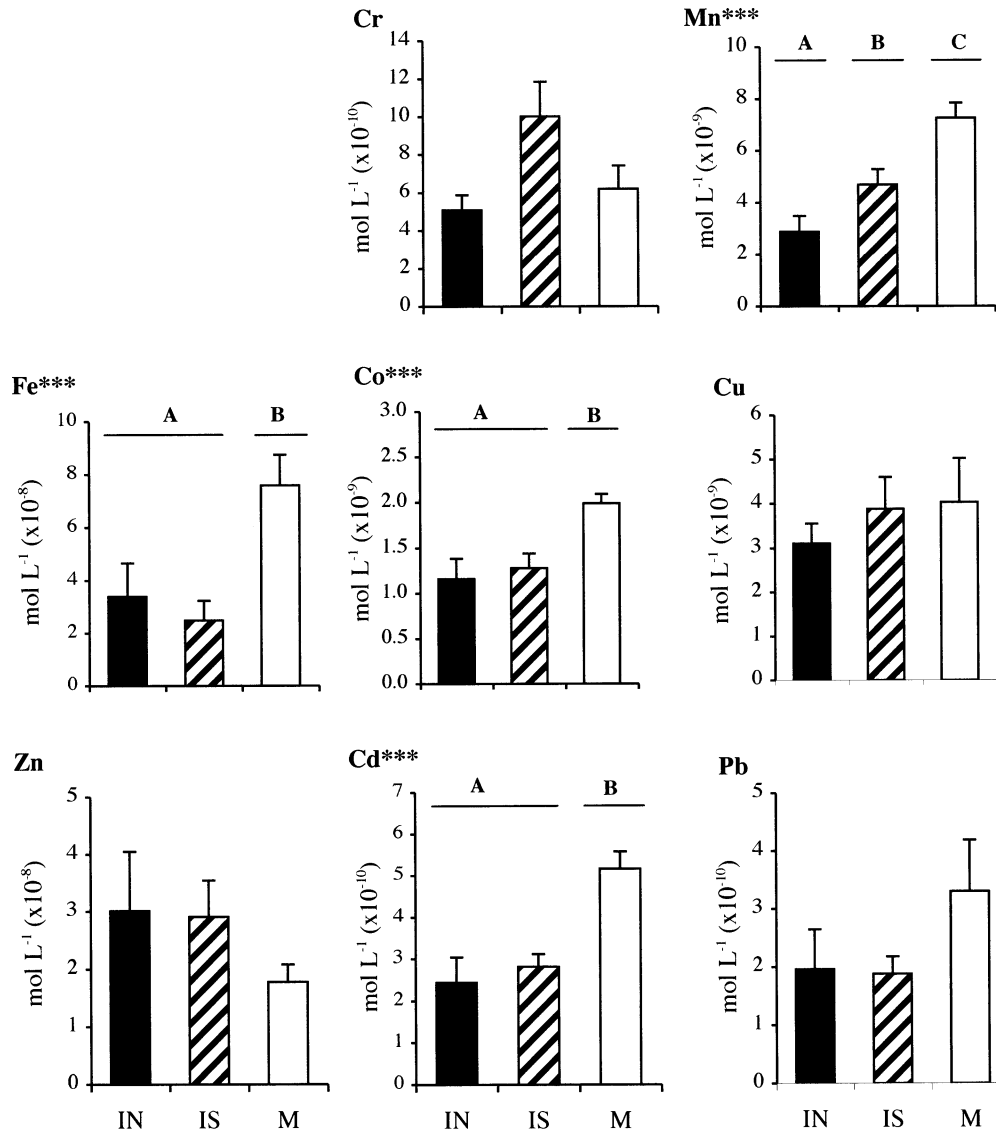 Cr
mol L⁻¹ (x10⁻¹⁰)
14
12
10
8
6
4
2
0
Mn***
A B C
mol L⁻¹ (x10⁻⁹)
10
8
6
4
2
0
Fe***
A B
mol L⁻¹ (x10⁻⁸)
10
8
6
4
2
0
Co***
A B
mol L⁻¹ (x10⁻⁹)
3.0
2.5
2.0
1.5
1.0
0.5
0.0
Cu
mol L⁻¹ (x10⁻⁹)
6
5
4
3
2
1
0
Zn
mol L⁻¹ (x10⁻⁸)
5
4
3
2
1
0
IN IS M
Cd***
A B
mol L⁻¹ (x10⁻¹⁰)
7
6
5
4
3
2
1
0
IN IS M
Pb
mol L⁻¹ (x10⁻¹⁰)
5
4
3
2
1
0
IN IS M